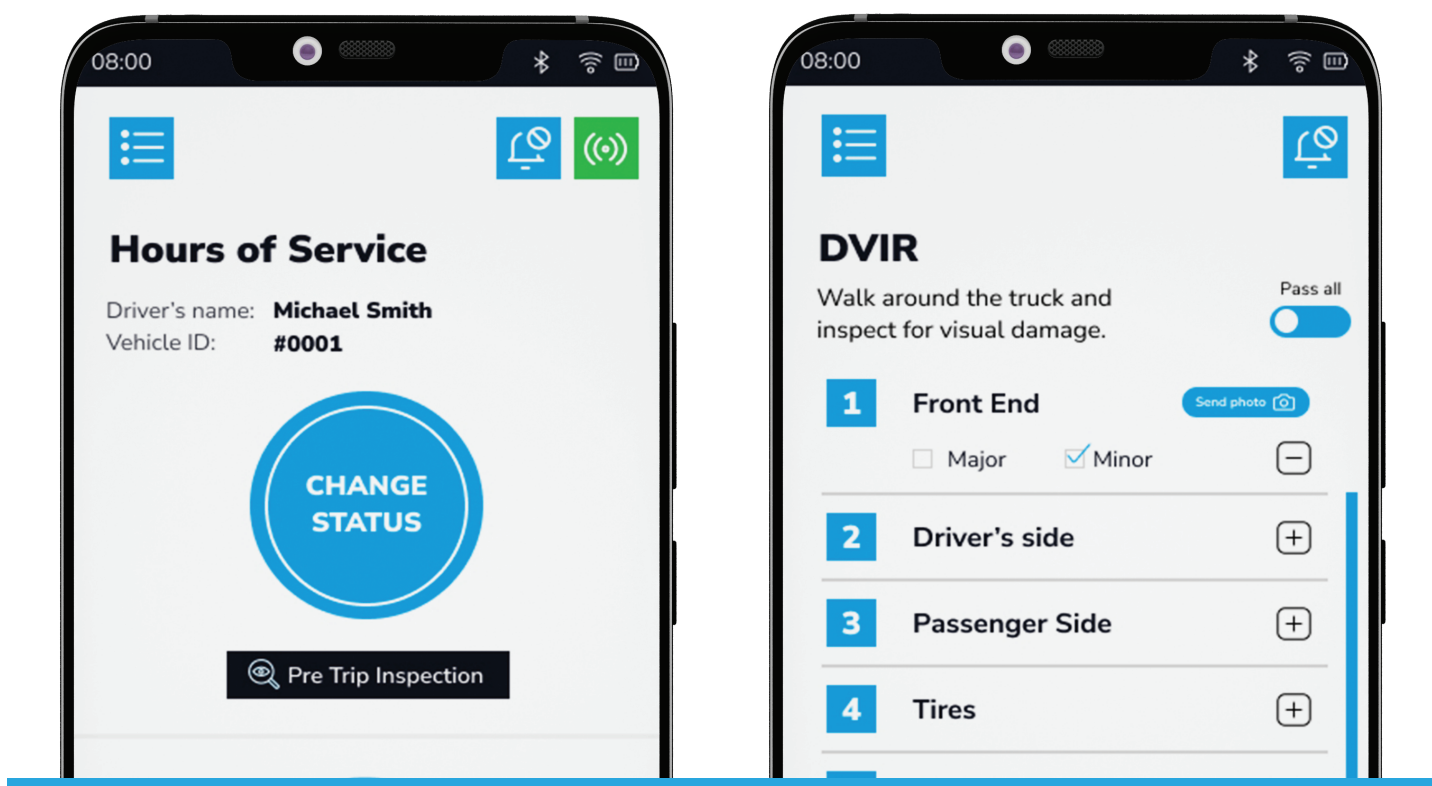 08:00
Hours of Service
Driver's name: Michael Smith
Vehicle ID: #0001
CHANGE
STATUS
Pre Trip Inspection
08:00
DVIR
Walk around the truck and
inspect for visual damage.
Pass all
1 Front End Send photo
Major Minor
2 Driver's side
3 Passenger Side
4 Tires